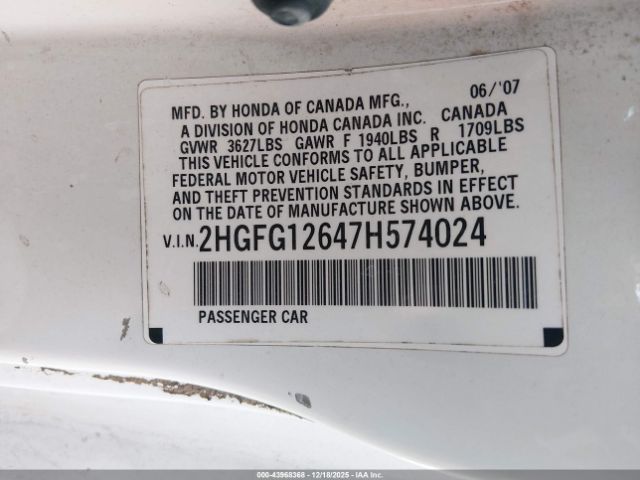 06/'07
MFD. BY HONDA OF CANADA MFG.,
A DIVISION OF HONDA CANADA INC. CANADA
GVWR 3627LBS GAWR F 1940LBS R 1709LBS
THIS VEHICLE CONFORMS TO ALL APPLICABLE
FEDERAL MOTOR VEHICLE SAFETY, BUMPER,
AND THEFT PREVENTION STANDARDS IN EFFECT
ON THE DATE OF MANUFACTURE SHOWN ABOVE.
V.I.N. 2HGFG12647H574024
PASSENGER CAR
000-43968368 - 12/18/2025 - IAA Inc.